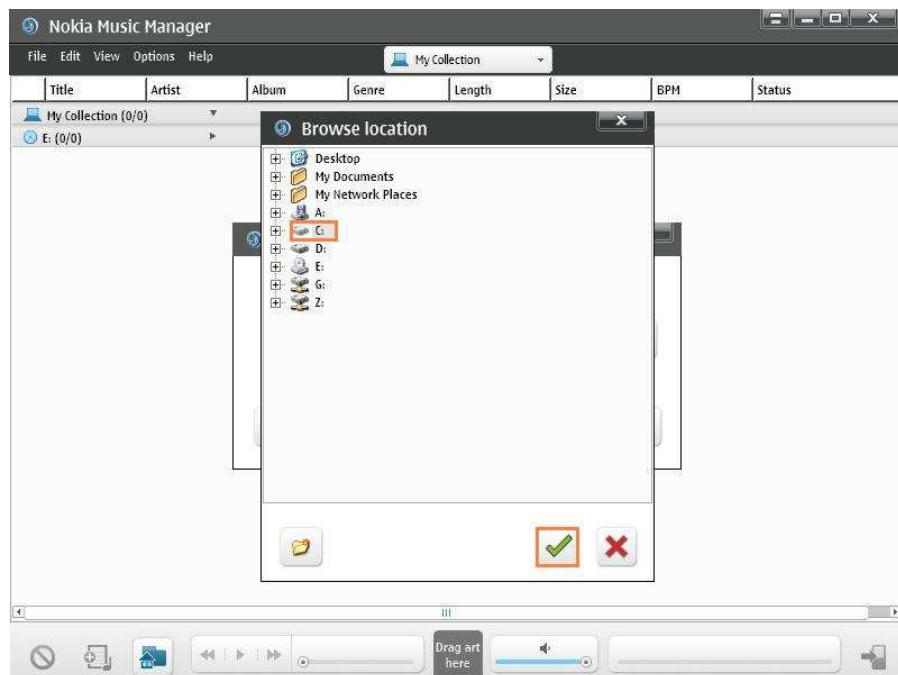 Nokia Music Manager
File Edit View Options Help
My Collection
Title Artist Album Genre Length Size BPM Status
My Collection (0/0)
E: (0/0)
Browse location
Desktop
My Documents
My Network Places
A:
C:
D:
E:
G:
Z:
Drag art
here